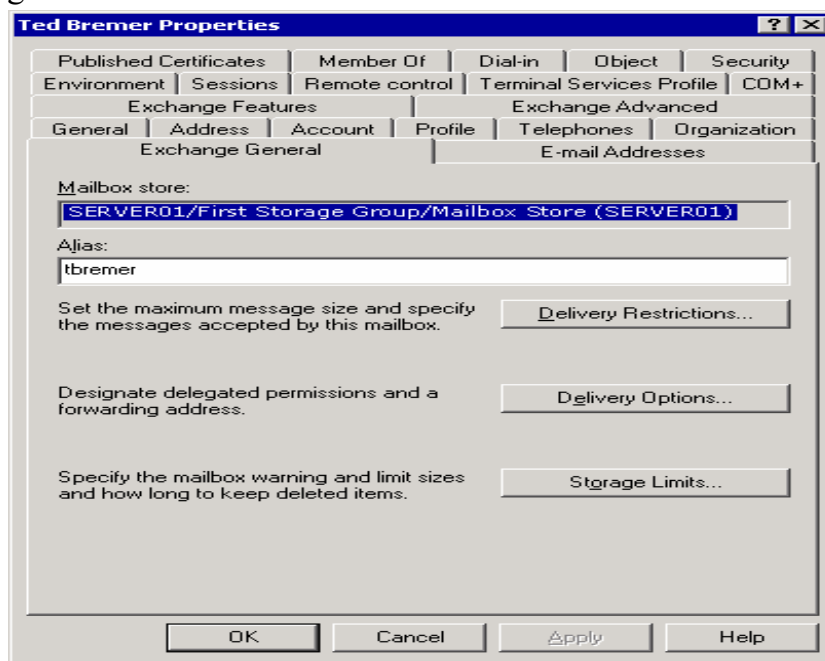 Ted Bremer Properties
Published Certificates Member Of Dial-in Object Security
Environment Sessions Remote control Terminal Services Profile COM+
Exchange Features Exchange Advanced
General Address Account Profile Telephones Organization
Exchange General E-mail Addresses
Mailbox store:
SERVER01/First Storage Group/Mailbox Store (SERVER01)
Alias:
tbremer
Set the maximum message size and specify
the messages accepted by this mailbox.
Delivery Restrictions...
Designate delegated permissions and a
forwarding address.
Delivery Options...
Specify the mailbox warning and limit sizes
and how long to keep deleted items.
Storage Limits...
OK Cancel Apply Help